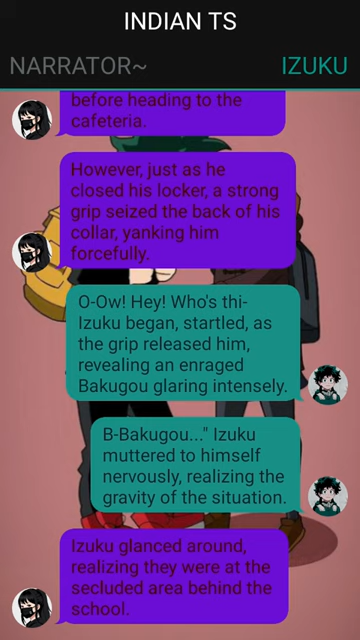 INDIAN TS
NARRATOR~ IZUKU
before heading to the
cafeteria.
However, just as he
closed his locker, a strong
grip seized the back of his
collar, yanking him
forcefully.
O-Ow! Hey! Who's thi-
Izuku began, startled, as
the grip released him,
revealing an enraged
Bakugou glaring intensely.
B-Bakugou..." Izuku
muttered to himself
nervously, realizing the
gravity of the situation.
Izuku glanced around,
realizing they were at the
secluded area behind the
school.